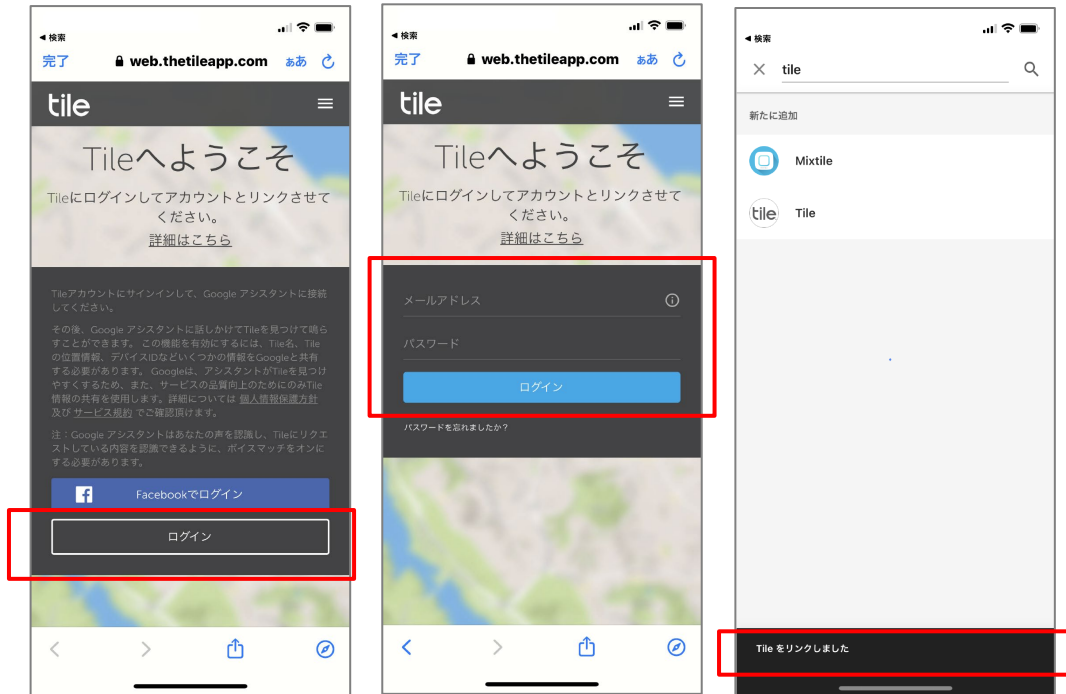 ◀ 検索
完了 web.thetileapp.com ぁあ
tile
Tileへようこそ
Tileにログインしてアカウントとリンクさせて
ください。
詳細はこちら
Tileアカウントにサインインして、Google アシスタントに接続
してください。
その後、Google アシスタントに話しかけてTileを見つけて鳴ら
すことができます。 この機能を有効にするには、Tile名、Tile
の位置情報、デバイスIDなどいくつかの情報をGoogleと共有
する必要があります。 Googleは、アシスタントがTileを見つけ
やすくするため、また、サービスの品質向上のためにのみTile
情報の共有を使用します。詳細については 個人情報保護方針
及び サービス規約 でご確認頂けます。
注：Google アシスタントはあなたの声を認識し、Tileにリクエ
ストしている内容を認識できるように、ボイスマッチをオンに
する必要があります。
Facebookでログイン
ログイン
◀ 検索
完了 web.thetileapp.com ぁあ
tile
Tileへようこそ
Tileにログインしてアカウントとリンクさせて
ください。
詳細はこちら
メールアドレス
パスワード
ログイン
パスワードを忘れましたか？
◀ 検索
tile
新たに追加
Mixtile
tile Tile
Tile をリンクしました